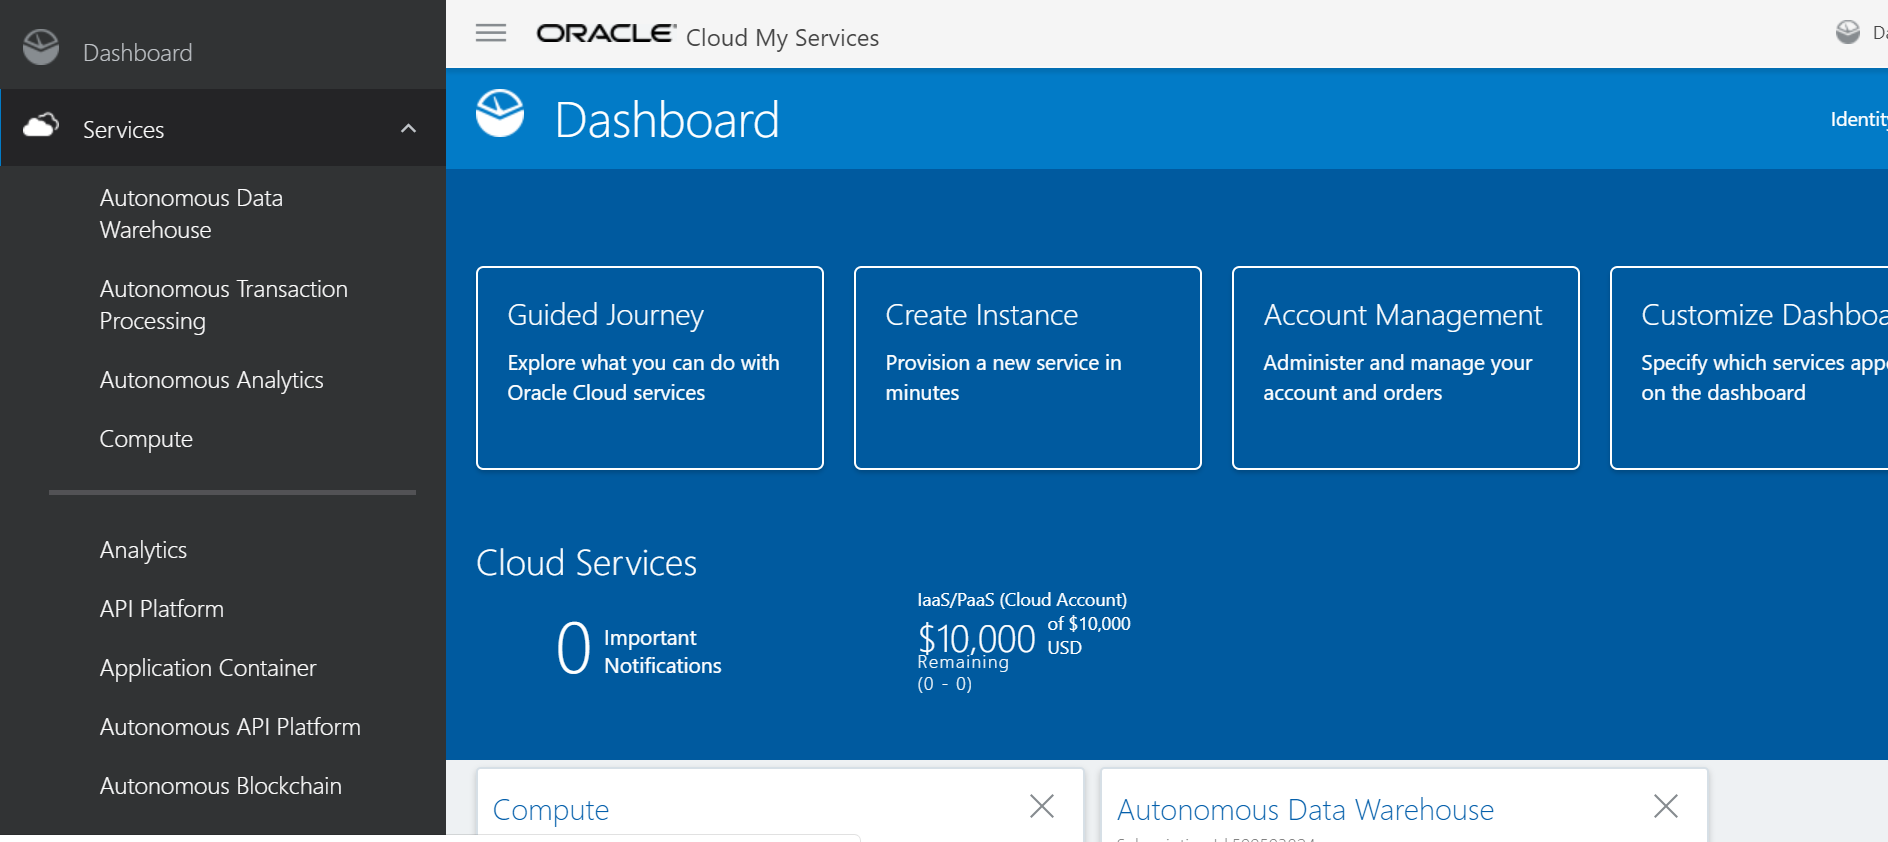 Dashboard
Services
Autonomous Data
Warehouse
Autonomous Transaction
Processing
Autonomous Analytics
Compute
Analytics
API Platform
Application Container
Autonomous API Platform
Autonomous Blockchain
ORACLE Cloud My Services
Dashboard
Guided Journey
Explore what you can do with
Oracle Cloud services
Create Instance
Provision a new service in
minutes
Account Management
Administer and manage your
account and orders
Customize
Specify which services
on the dashboard
Cloud Services
0 Important
Notifications
IaaS/PaaS (Cloud Account)
$10,000 of $10,000
USD
Remaining
(0 - 0)
Compute
Autonomous Data Warehouse